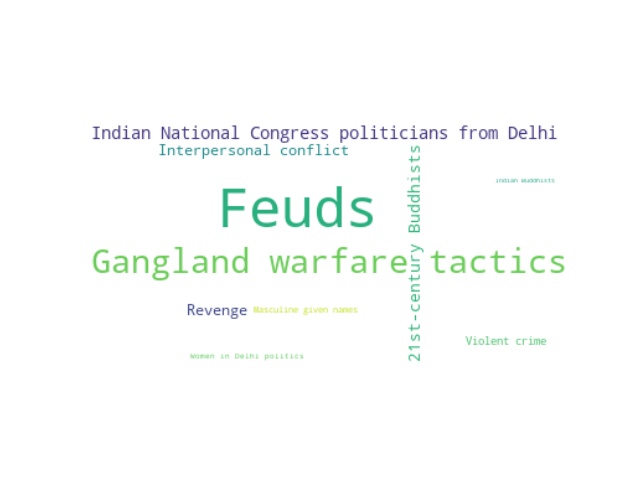 Indian National Congress politicians from Delhi
Interpersonal conflict
21st-century Buddhists
Indian Buddhists
Feuds
Gangland warfare tactics
Revenge
Masculine given names
Violent crime
Women in Delhi politics